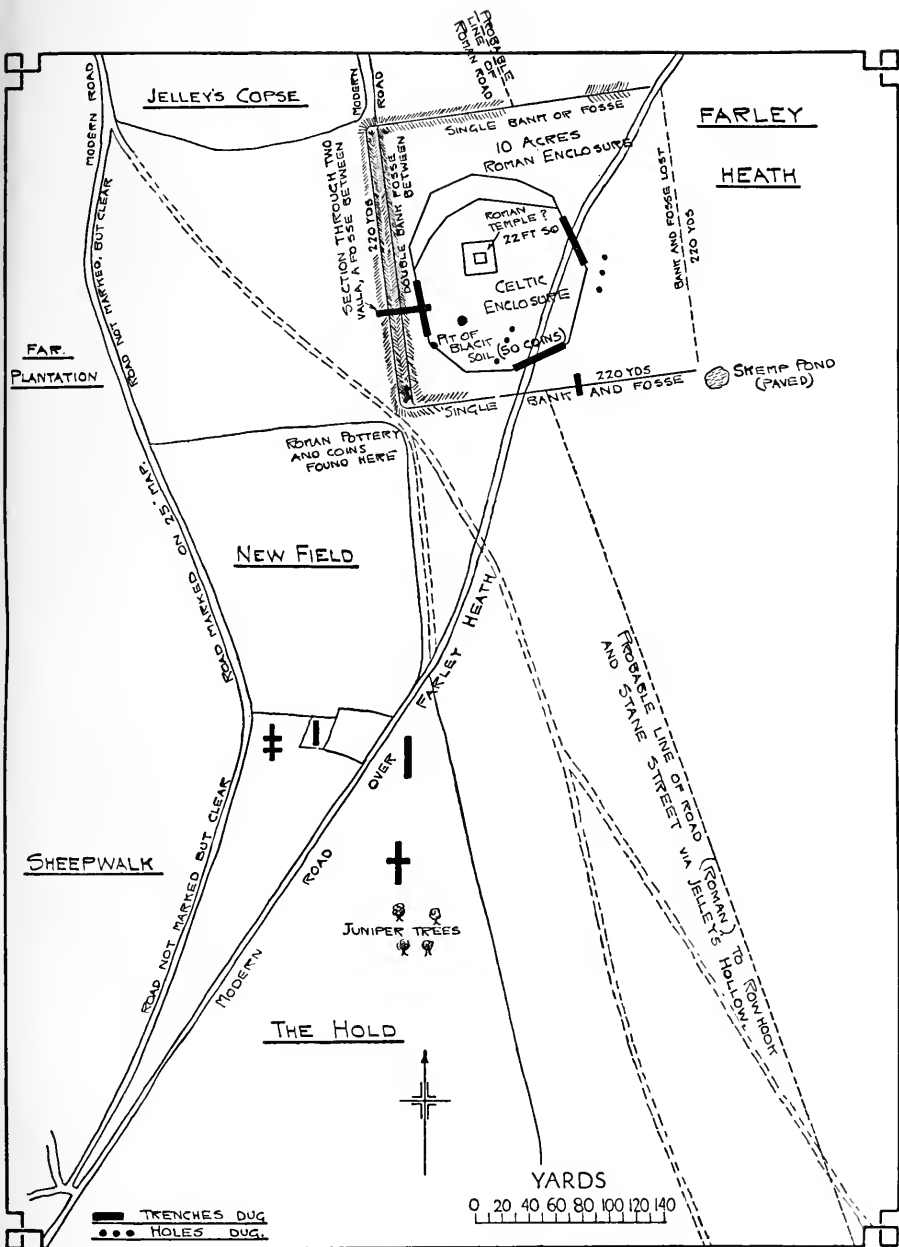 PROBABLE
LINE OF
ROMAN ROAD
MODERN ROAD
JELLEY'S COPSE
MODERN
ROAD
SINGLE BANK OR FOSSE
10 ACRES
ROMAN ENCLOSURE
FARLEY
HEATH
ROAD NOT MARKED, BUT CLEAR
SECTION THROUGH TWO
VALLA, A FOSSE BETWEEN
220 YDS
DOUBLE BANK FOSSE
BETWEEN
ROMAN
TEMPLE ?
22 FT SQ
CELTIC
ENCLOSURE
BANK AND FOSSE LOST
220 YDS
PIT OF
BLACK
SOIL (50 COINS)
FAR.
PLANTATION
220 YDS
SINGLE BANK AND FOSSE
SHEMP POND
(PAVED)
ROMAN POTTERY
AND COINS
FOUND HERE
ROAD MARKED ON 25" MAP.
NEW FIELD
MODERN ROAD OVER FARLEY HEATH
PROBABLE LINE OF ROAD (ROMAN) TO ROWHOOK
AND STANE STREET VIA JELLEY'S HOLLOW.
SHEEPWALK
ROAD NOT MARKED BUT CLEAR
JUNIPER TREES
THE HOLD
YARDS
0 20 40 60 80 100 120 140
TRENCHES DUG
HOLES DUG.